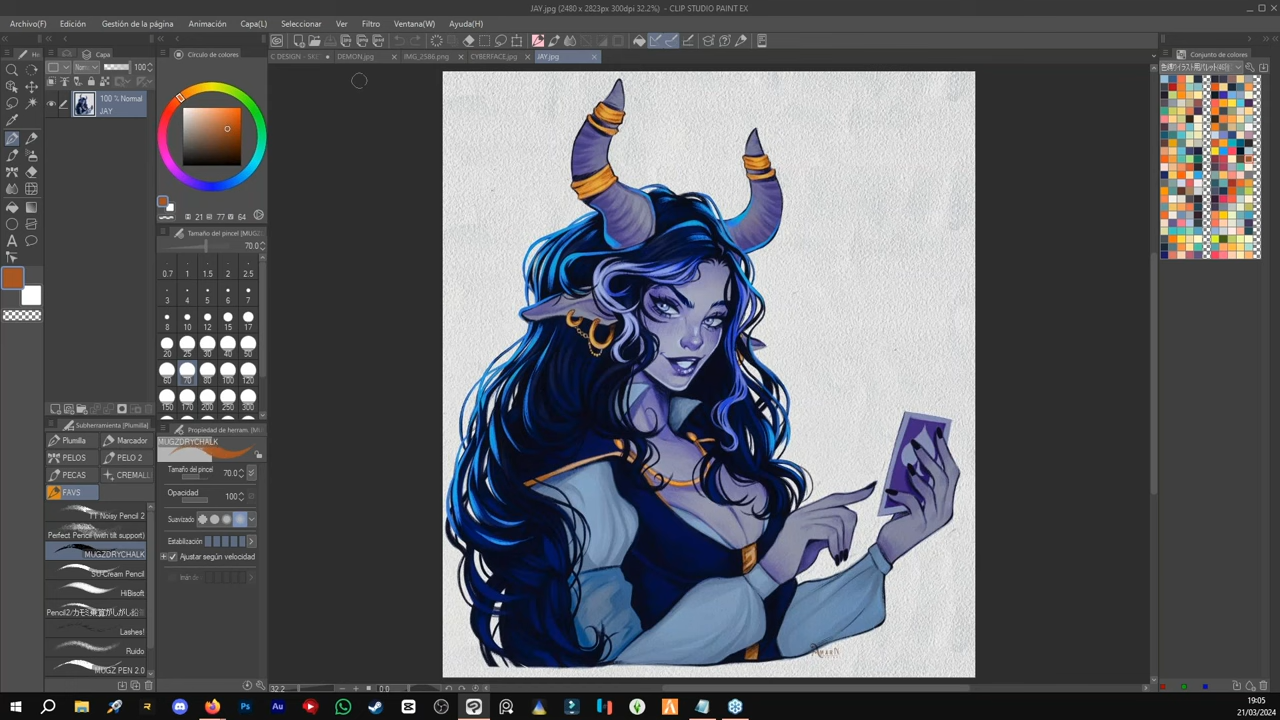 JAY.jpg (2480 x 2823px 300dpi 32.2%) - CLIP STUDIO PAINT EX
Archivo(F) Edición Gestión de la página Animación Capa(L) Seleccionar Ver Filtro Ventana(W) Ayuda(H)
DEMON.jpg IMG_2586.png CYBERFACE.jpg JAY.jpg
Capa
Círculo de colores
Conjunto de colores
100
100 % Normal
JAY
21 77 64
Tamaño del pincel [MUGZ
70.0
0.7 1 1.5 2 2.5
3 4 5 6 7
8 10 12 15 17
20 25 30 40 50
60 70 80 100 120
150 170 200 250 300
Subherramienta (Plumilla)
Plumilla Marcador
PELOS PELO 2
PECAS CREMALL
FAVS
TT Noisy Pencil 2
Perfect Pencil (with tilt support)
MUGZDRYCHALK
SU-Cream Pencil
HiBisoft
Lashes!
Ruido
MUGZ PEN 2.0
Propiedad de herram. [MU
MUGZDRYCHALK
Tamaño del pincel 70.0
Opacidad 100
Suavizado
Estabilización
Ajustar según velocidad
32.2
0.0
19:05
21/03/2024